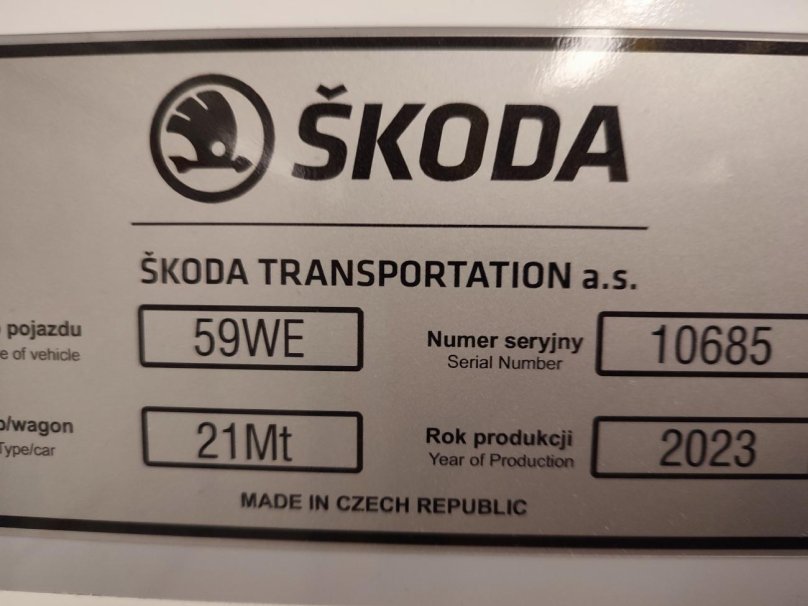 ŠKODA
ŠKODA TRANSPORTATION a.s.
pojazdu 59WE Numer seryjny 10685
of vehicle Serial Number
/wagon 21Mt Rok produkcji 2023
Type/car Year of Production
MADE IN CZECH REPUBLIC